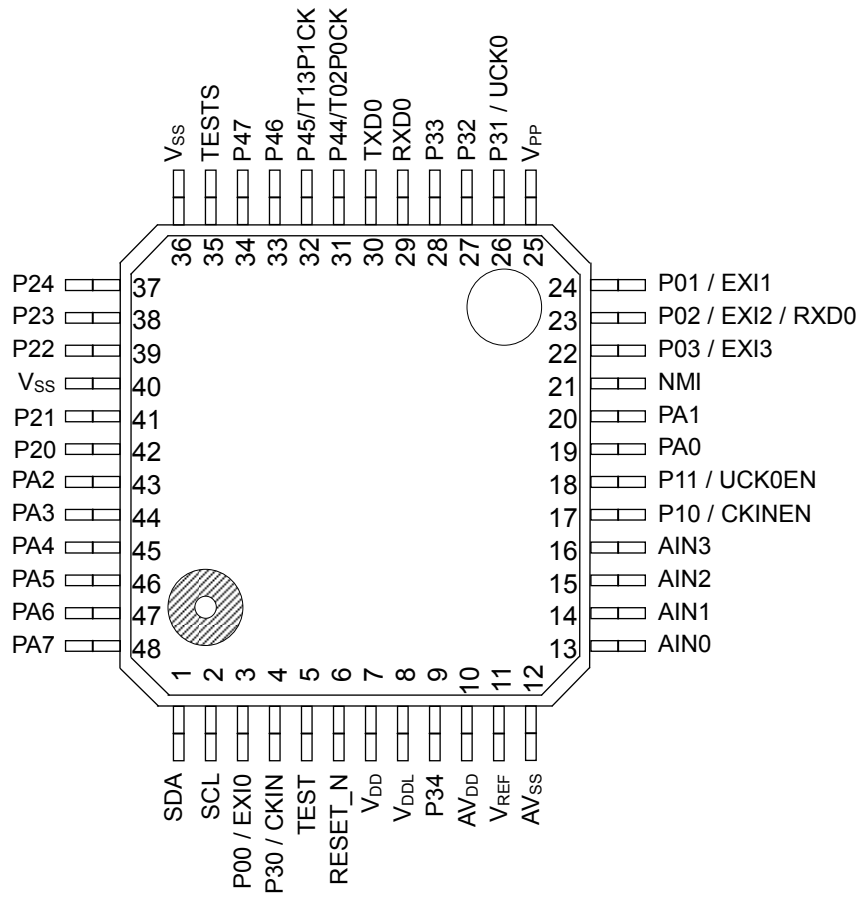 VSS
TESTS
P47
P46
P45/T13P1CK
P44/T02P0CK
TXD0
RXD0
P33
P32
P31 / UCK0
VPP
36
35
34
33
32
31
30
29
28
27
26
25
P24 37
P23 38
P22 39
VSS 40
P21 41
P20 42
PA2 43
PA3 44
PA4 45
PA5 46
PA6 47
PA7 48
24 P01 / EXI1
23 P02 / EXI2 / RXD0
22 P03 / EXI3
21 NMI
20 PA1
19 PA0
18 P11 / UCK0EN
17 P10 / CKINEN
16 AIN3
15 AIN2
14 AIN1
13 AIN0
1
2
3
4
5
6
7
8
9
10
11
12
SDA
SCL
P00 / EXI0
P30 / CKIN
TEST
RESET_N
VDD
VDDL
P34
AVDD
VREF
AVSS